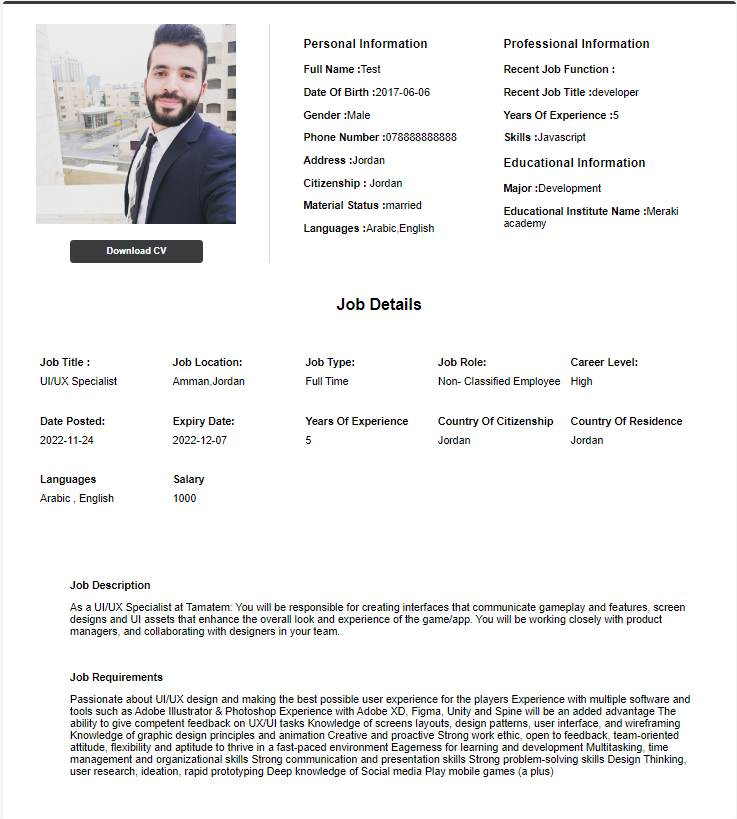 Personal Information
Full Name :Test
Date Of Birth :2017-06-06
Gender :Male
Phone Number :078888888888
Address :Jordan
Citizenship : Jordan
Material Status :married
Languages :Arabic,English
Professional Information
Recent Job Function :
Recent Job Title :developer
Years Of Experience :5
Skills :Javascript
Educational Information
Major :Development
Educational Institute Name :Meraki
academy
Download CV
Job Details
Job Title :
UI/UX Specialist
Job Location:
Amman,Jordan
Job Type:
Full Time
Job Role:
Non- Classified Employee
Career Level:
High
Date Posted:
2022-11-24
Expiry Date:
2022-12-07
Years Of Experience
5
Country Of Citizenship
Jordan
Country Of Residence
Jordan
Languages
Arabic , English
Salary
1000
Job Description
As a UI/UX Specialist at Tamatem: You will be responsible for creating interfaces that communicate gameplay and features, screen
designs and UI assets that enhance the overall look and experience of the game/app. You will be working closely with product
managers, and collaborating with designers in your team.
Job Requirements
Passionate about UI/UX design and making the best possible user experience for the players Experience with multiple software and
tools such as Adobe Illustrator & Photoshop Experience with Adobe XD, Figma, Unity and Spine will be an added advantage The
ability to give competent feedback on UX/UI tasks Knowledge of screens layouts, design patterns, user interface, and wireframing
Knowledge of graphic design principles and animation Creative and proactive Strong work ethic, open to feedback, team-oriented
attitude, flexibility and aptitude to thrive in a fast-paced environment Eagerness for learning and development Multitasking, time
management and organizational skills Strong communication and presentation skills Strong problem-solving skills Design Thinking,
user research, ideation, rapid prototyping Deep knowledge of Social media Play mobile games (a plus)